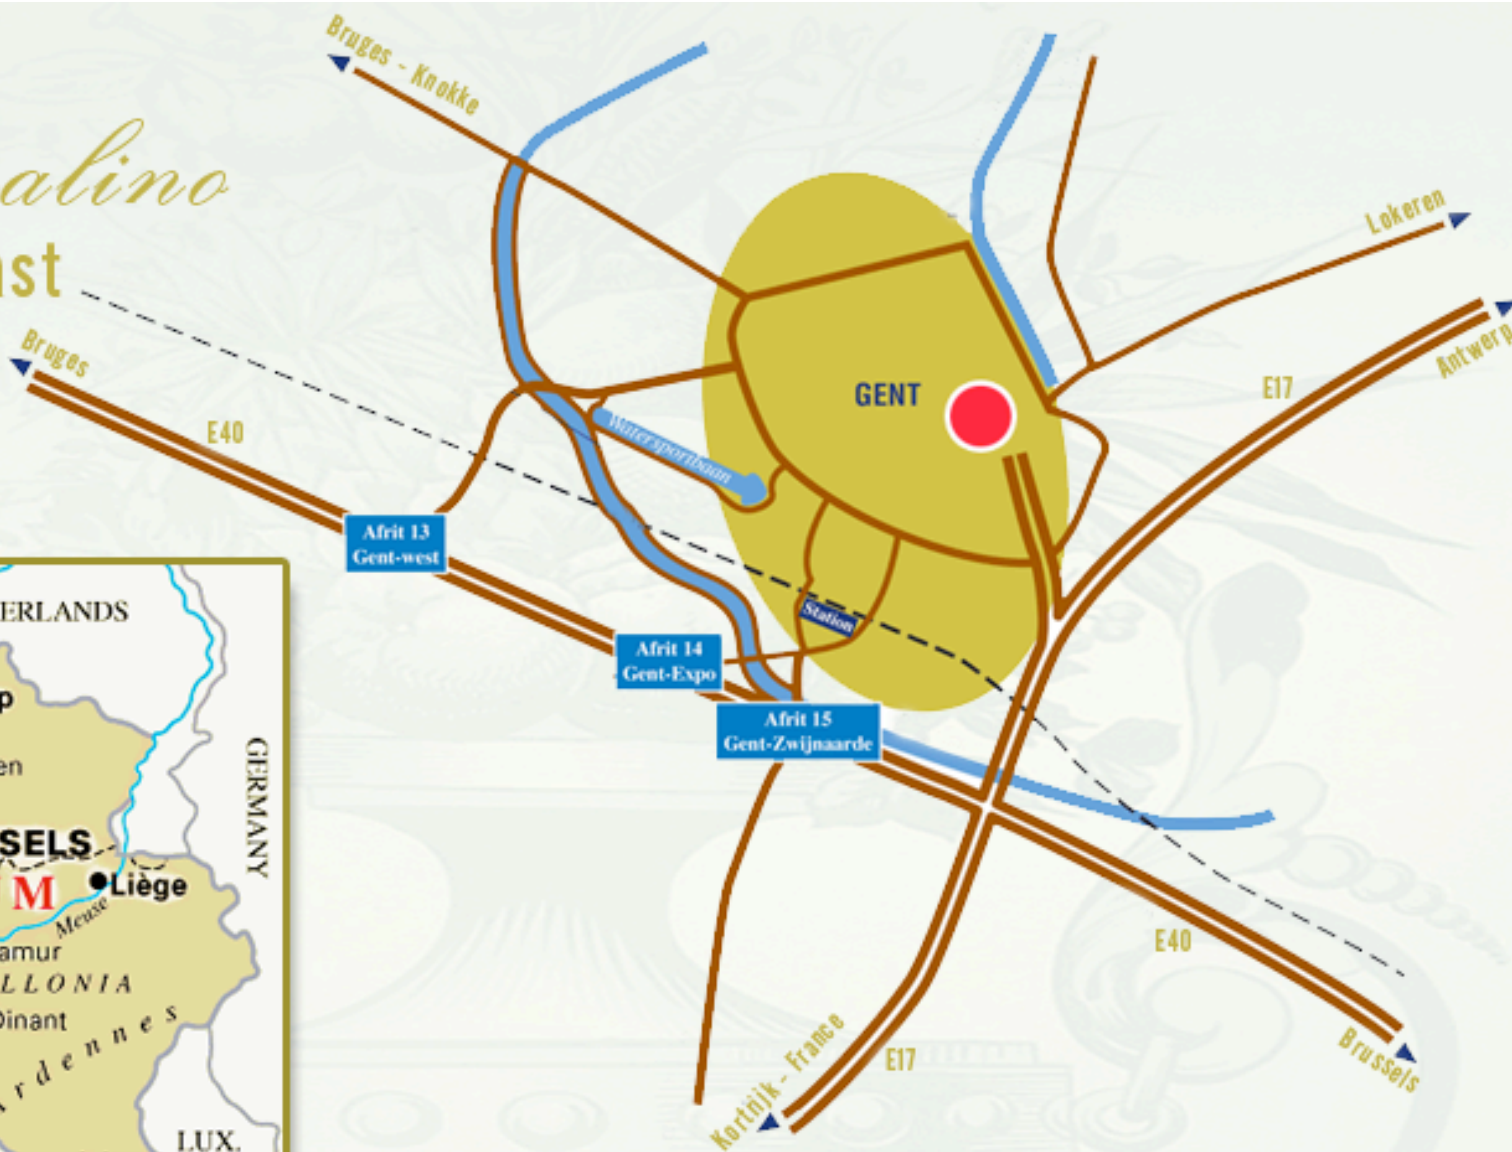 Bruges - Knokke
alino
st
Lokeren
Bruges
Antwerp
E17
GENT
E40
Watersportbaan
Afrit 13
Gent-west
Station
Afrit 14
Gent-Expo
Afrit 15
Gent-Zwijnaarde
ERLANDS
p
en
GERMANY
SSELS
M
Liège
Meuse
amur
LLONIA
Dinant
rdennes
LUX.
E40
Brussels
E17
Kortrijk - France